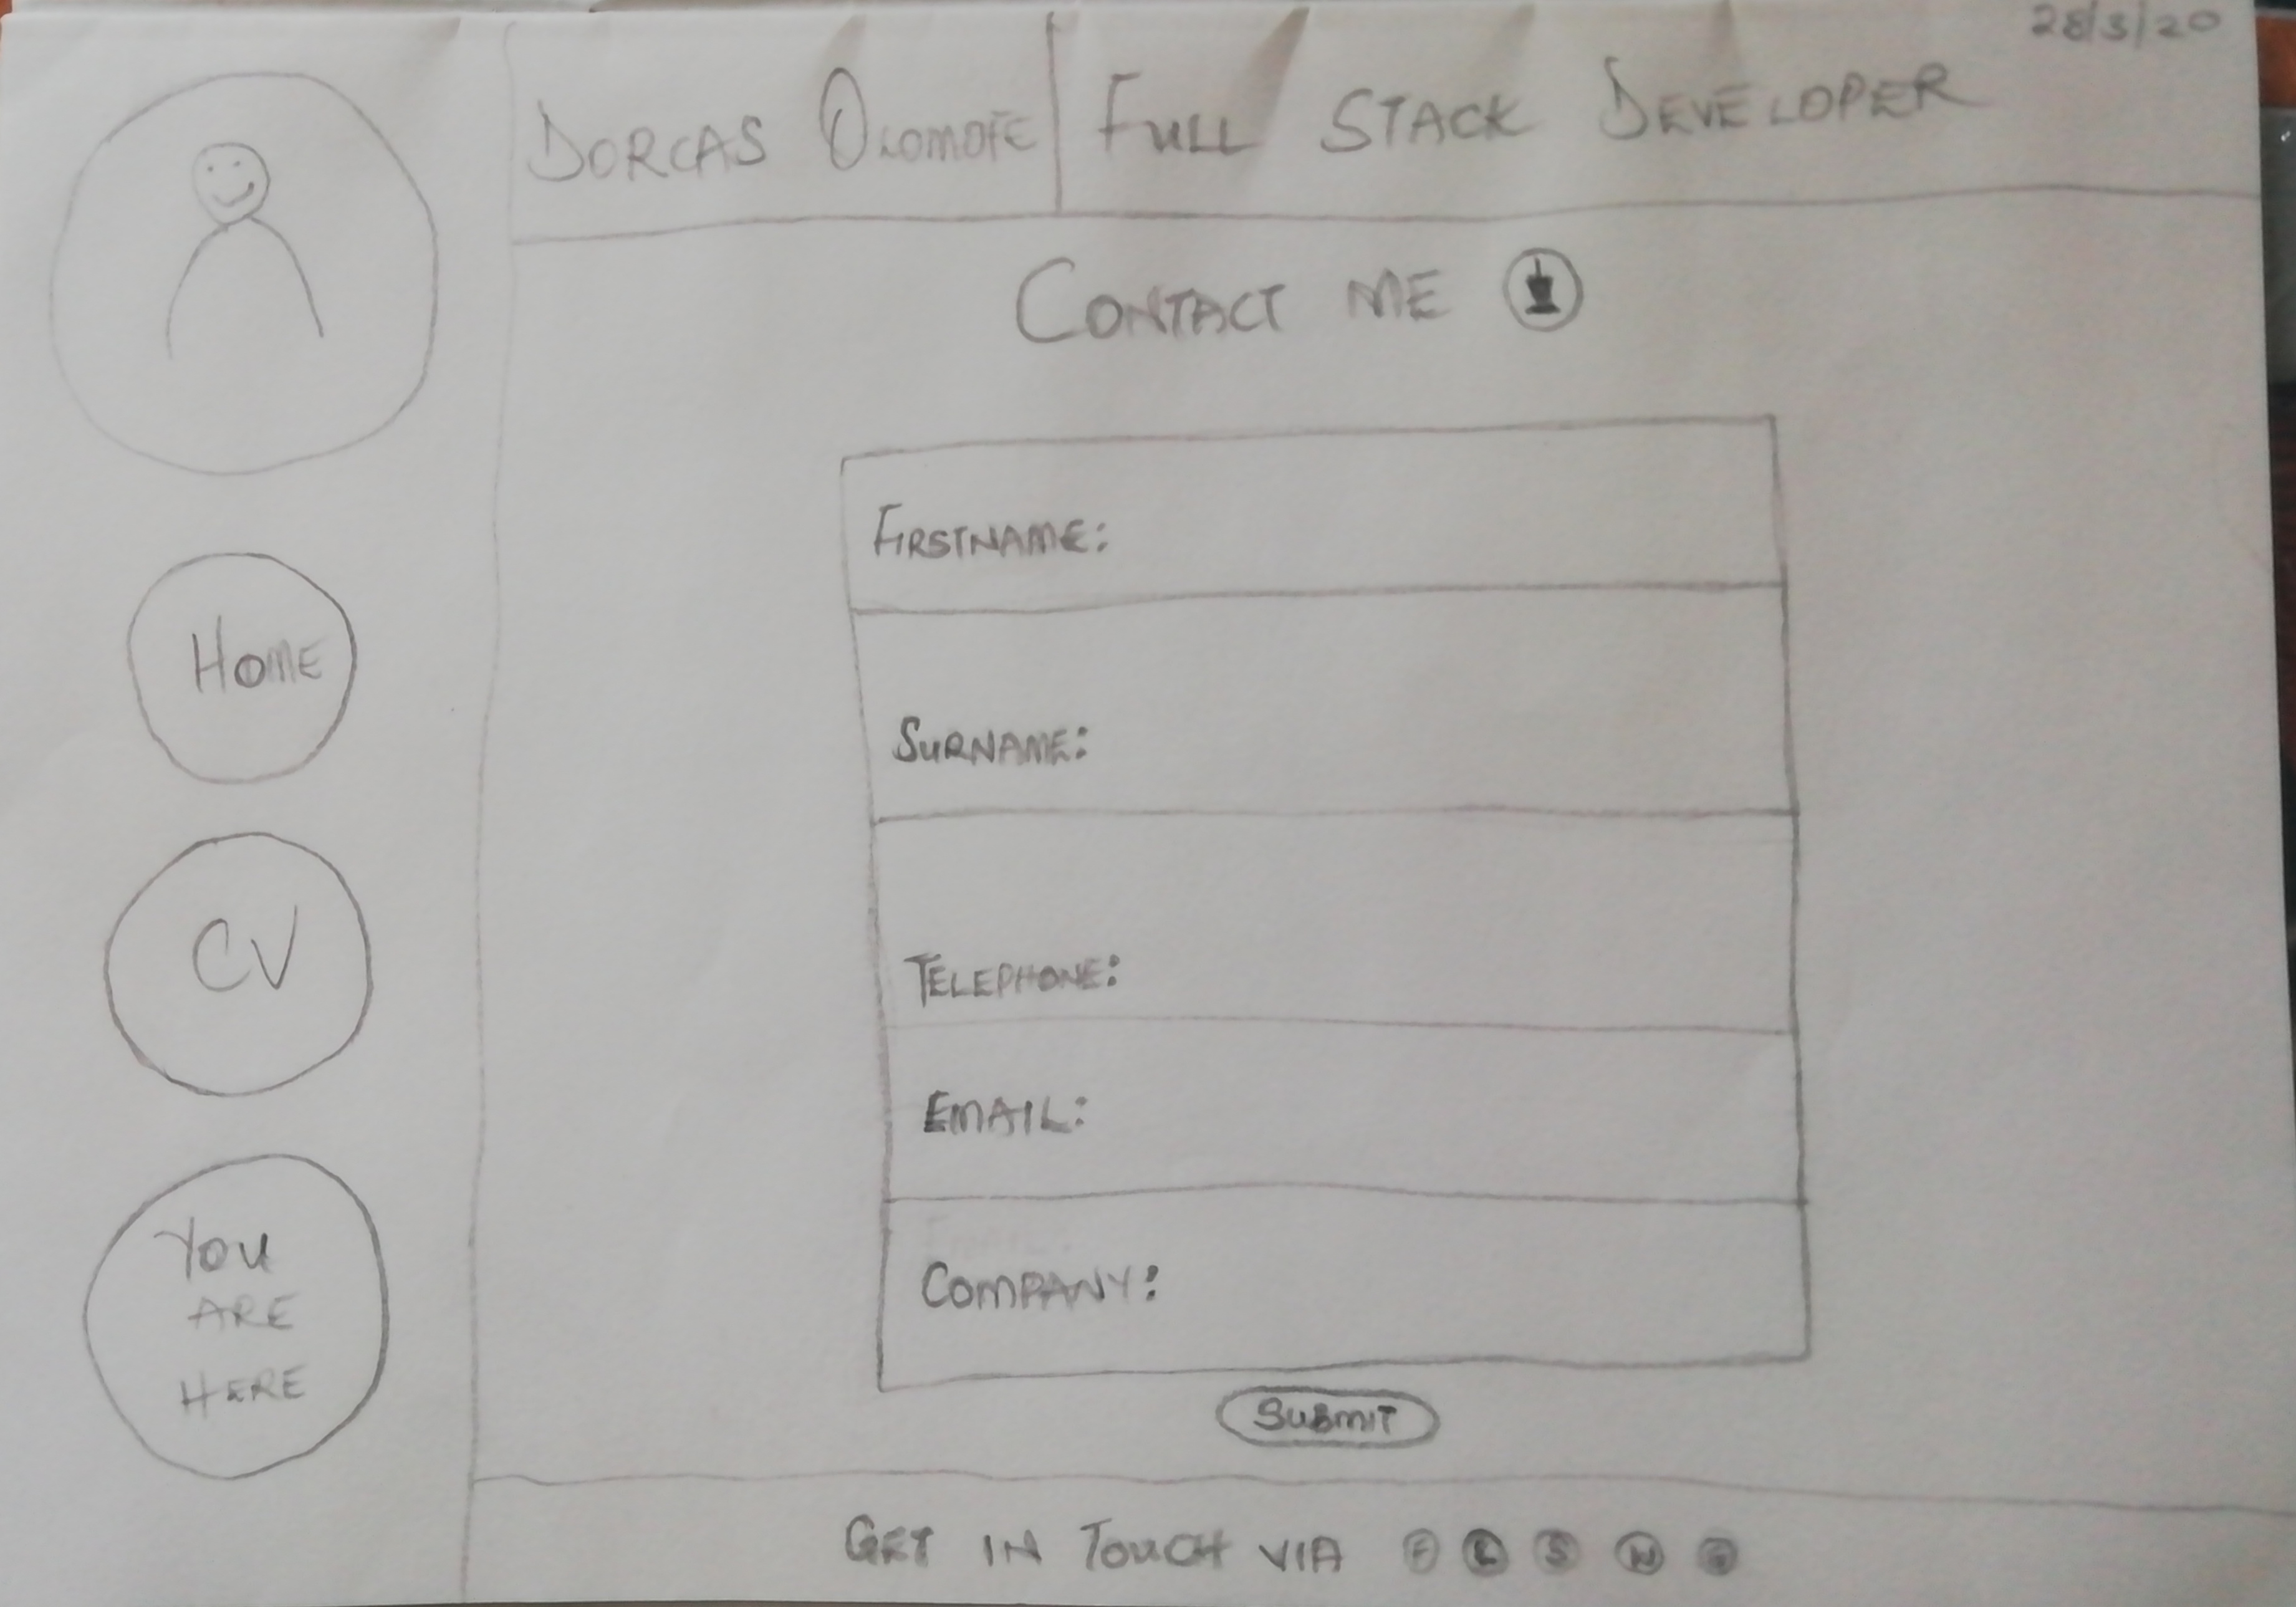 28/3/20
DORCAS OLOMOFE | FULL STACK DEVELOPER
CONTACT ME
HOME
CV
YOU
ARE
HERE
FIRSTNAME:
SURNAME:
TELEPHONE:
EMAIL:
COMPANY:
SUBMIT
GET IN TOUCH VIA F L S W